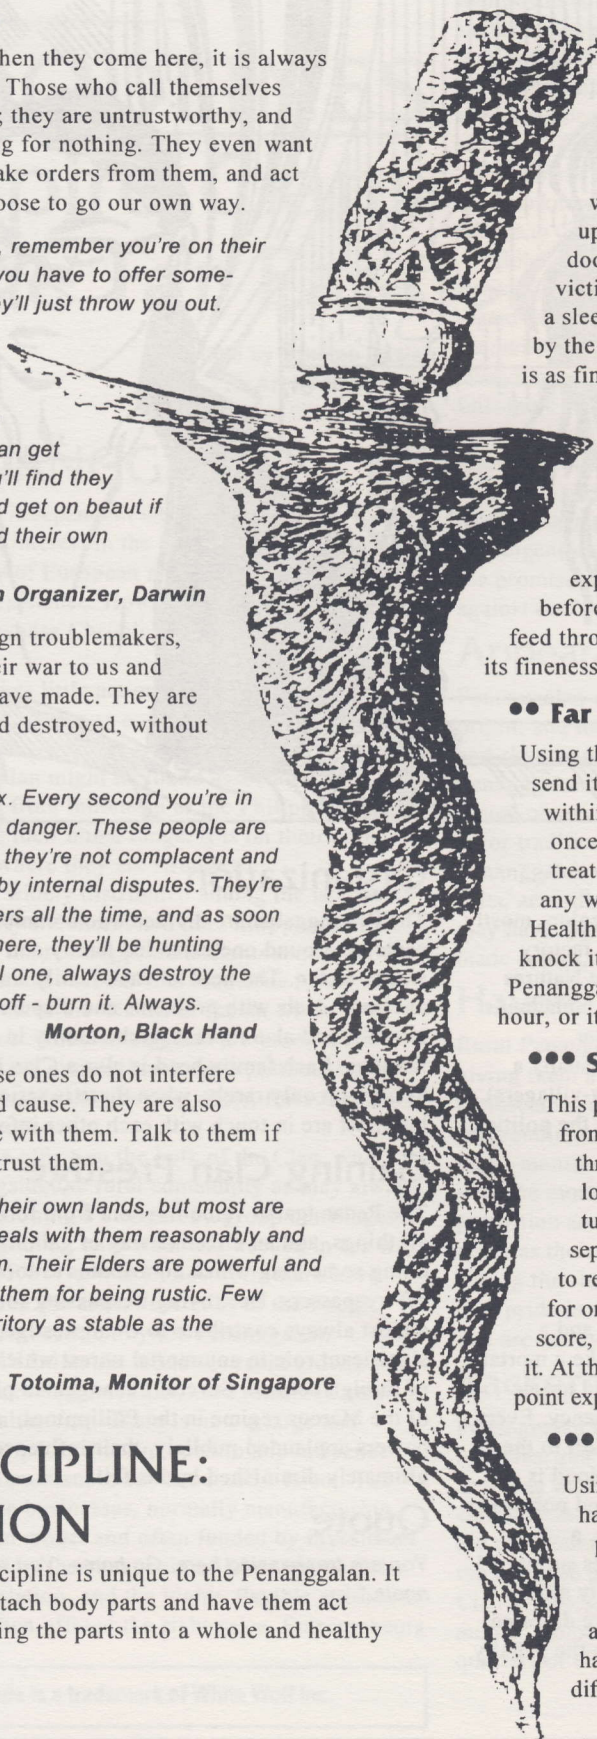 hen they come here, it is always
Those who call themselves
; they are untrustworthy, and
g for nothing. They even want
ake orders from them, and act
oose to go our own way.
, remember you're on their
you have to offer some-
ey'll just throw you out.
an get
u'll find they
d get on beaut if
d their own
n Organizer, Darwin
ign troublemakers,
eir war to us and
ave made. They are
d destroyed, without
x. Every second you're in
danger. These people are
they're not complacent and
by internal disputes. They're
ers all the time, and as soon
here, they'll be hunting
l one, always destroy the
off - burn it. Always.
Morton, Black Hand
se ones do not interfere
d cause. They are also
e with them. Talk to them if
trust them.
heir own lands, but most are
eals with them reasonably and
m. Their Elders are powerful and
them for being rustic. Few
ritory as stable as the
Totoima, Monitor of Singapore
CIPLINE:
ION
cipline is unique to the Penanggalan. It
tach body parts and have them act
ing the parts into a whole and healthy
up
doc
victi
a slee
by the
is as fin
exp
before
feed thro
its fineness
•• Far
Using th
send it
within
once
treat
any w
Health
knock it
Penangga
hour, or it
••• S
This p
from
thr
lo
tu
sep
to re
for or
score,
it. At th
point exp
••••
Usin
ha
a
ha
dif